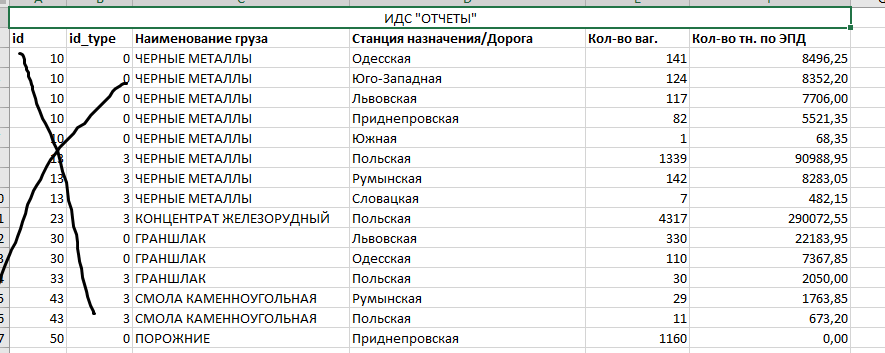 ИДС "ОТЧЕТЫ"
id id_type Наименование груза Станция назначения/Дорога Кол-во ваг. Кол-во тн. по ЭПД
10 0 ЧЕРНЫЕ МЕТАЛЛЫ Одесская 141 8496,25
10 0 ЧЕРНЫЕ МЕТАЛЛЫ Юго-Западная 124 8352,20
10 0 ЧЕРНЫЕ МЕТАЛЛЫ Львовская 117 7706,00
10 0 ЧЕРНЫЕ МЕТАЛЛЫ Приднепровская 82 5521,35
10 0 ЧЕРНЫЕ МЕТАЛЛЫ Южная 1 68,35
13 3 ЧЕРНЫЕ МЕТАЛЛЫ Польская 1339 90988,95
13 3 ЧЕРНЫЕ МЕТАЛЛЫ Румынская 142 8283,05
13 3 ЧЕРНЫЕ МЕТАЛЛЫ Словацкая 7 482,15
23 3 КОНЦЕНТРАТ ЖЕЛЕЗОРУДНЫЙ Польская 4317 290072,55
30 0 ГРАНШЛАК Львовская 330 22183,95
30 0 ГРАНШЛАК Одесская 110 7367,85
33 3 ГРАНШЛАК Польская 30 2050,00
43 3 СМОЛА КАМЕННОУГОЛЬНАЯ Румынская 29 1763,85
43 3 СМОЛА КАМЕННОУГОЛЬНАЯ Польская 11 673,20
50 0 ПОРОЖНИЕ Приднепровская 1160 0,00